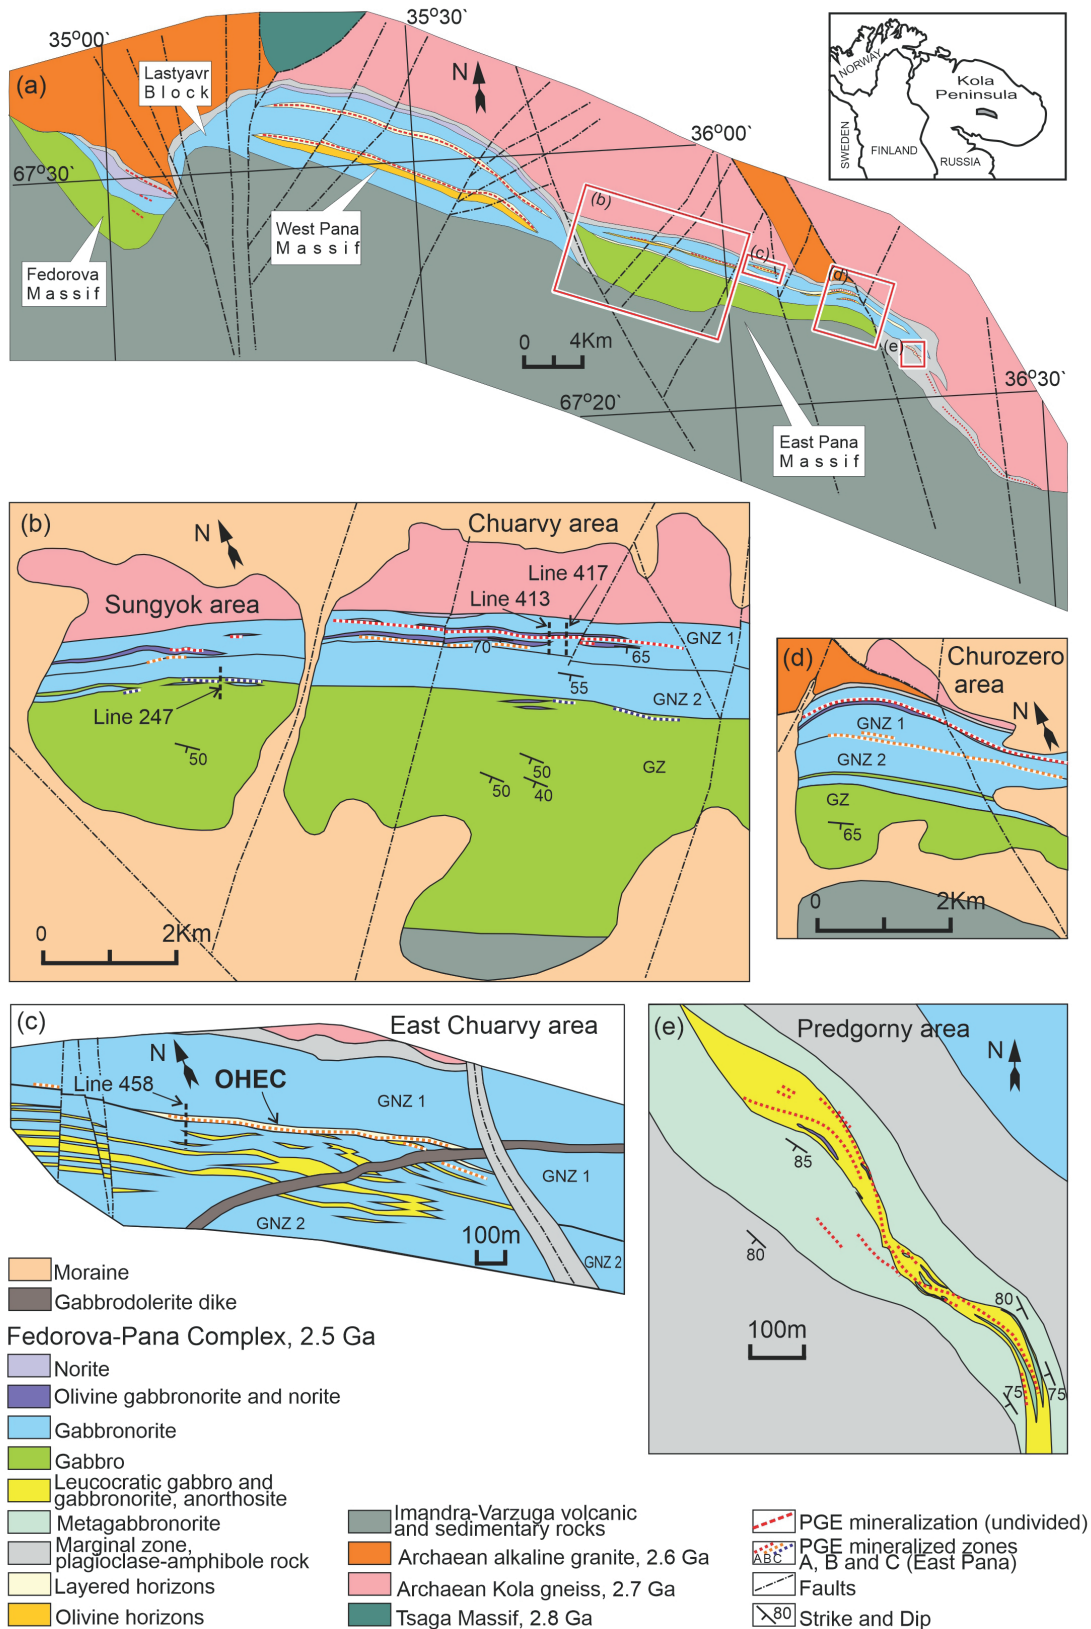 35°30`
35°00`
(a)
Lastyavr
Block
N
NORWAY
Kola
Peninsula
SWEDEN
FINLAND
RUSSIA
36°00`
67°30`
(b)
West Pana
Massif
(c)
(d)
Fedorova
Massif
(e)
0 4Km
36°30`
67°20`
East Pana
Massif
(b)
N
Chuarvy area
Line 417
Sungyok area
Line 413
GNZ 1
70
65
55
GNZ 2
Line 247
50
50
50
40
GZ
0 2Km
(d)
Churozero
area
N
GNZ 1
GNZ 2
GZ
65
0 2Km
(c)
East Chuarvy area
N
Line 458
OHEC
GNZ 1
GNZ 1
GNZ 2
100m
GNZ 2
(e)
Predgorny area
N
85
80
80
100m
75
75
Moraine
Gabbrodolerite dike
Fedorova-Pana Complex, 2.5 Ga
Norite
Olivine gabbronorite and norite
Gabbronorite
Gabbro
Leucocratic gabbro and
gabbronorite, anorthosite
Metagabbronorite
Marginal zone,
plagioclase-amphibole rock
Layered horizons
Olivine horizons
Imandra-Varzuga volcanic
and sedimentary rocks
Archaean alkaline granite, 2.6 Ga
Archaean Kola gneiss, 2.7 Ga
Tsaga Massif, 2.8 Ga
PGE mineralization (undivided)
ABC
PGE mineralized zones
A, B and C (East Pana)
Faults
80
Strike and Dip